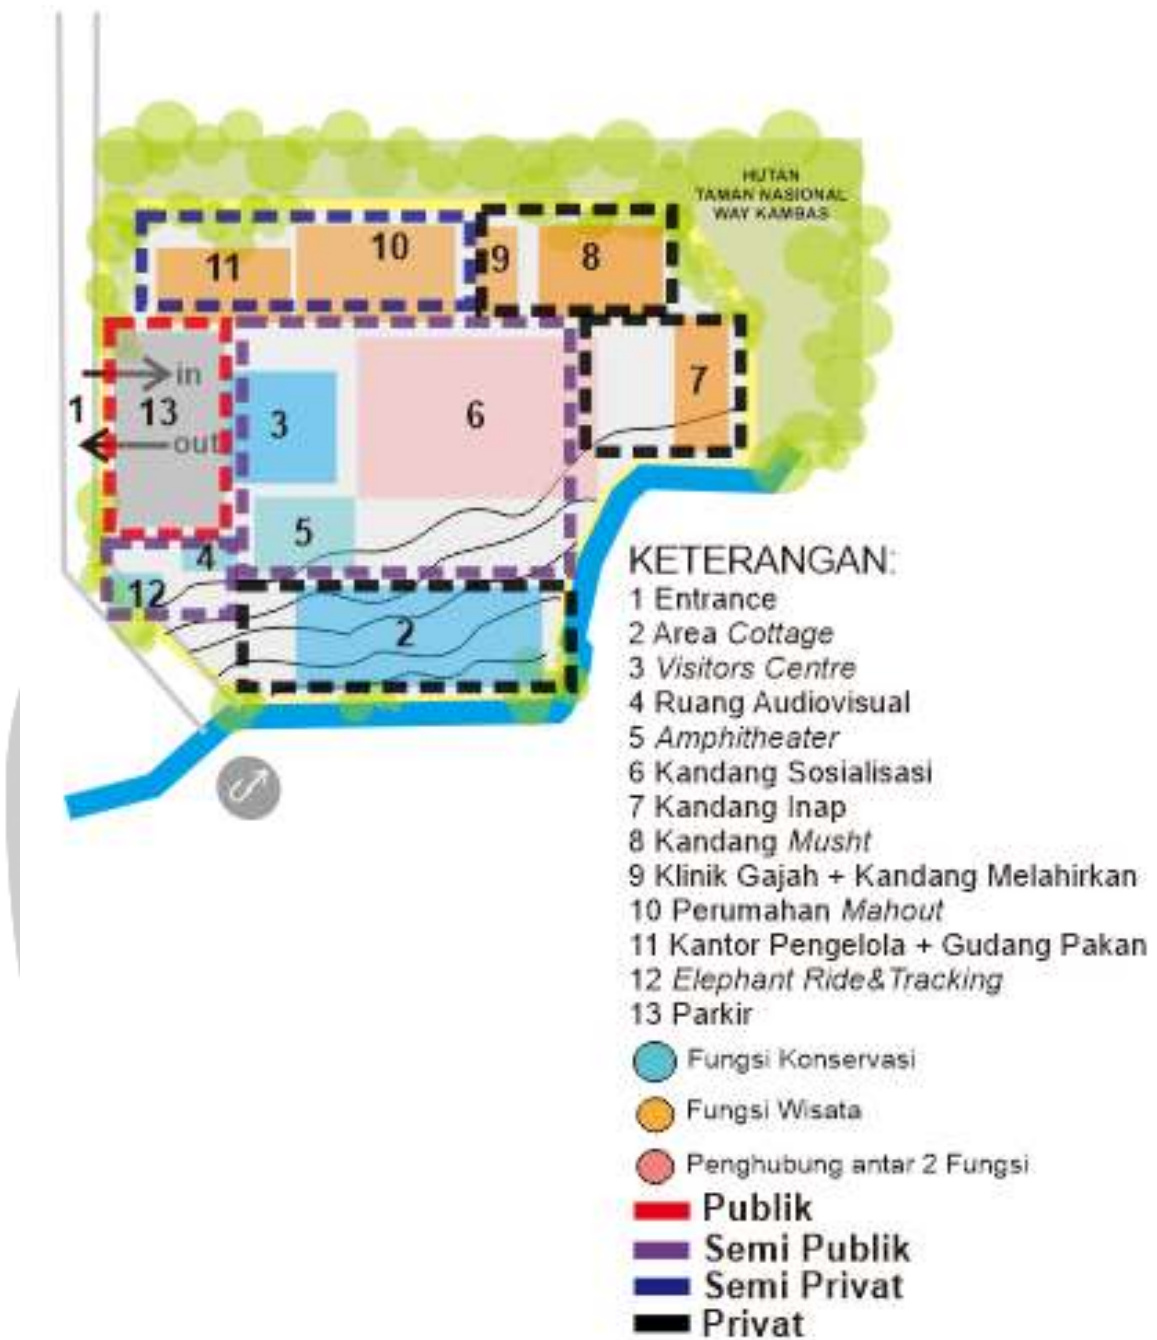 HUTAN
TAMAN NASIONAL
WAY KAMBAS
11
10
9
8
in
1
13
out
3
6
7
5
4
12
2
KETERANGAN:
1 Entrance
2 Area Cottage
3 Visitors Centre
4 Ruang Audiovisual
5 Amphitheater
6 Kandang Sosialisasi
7 Kandang Inap
8 Kandang Musht
9 Klinik Gajah + Kandang Melahirkan
10 Perumahan Mahout
11 Kantor Pengelola + Gudang Pakan
12 Elephant Ride&Tracking
13 Parkir
Fungsi Konservasi
Fungsi Wisata
Penghubung antar 2 Fungsi
Publik
Semi Publik
Semi Privat
Privat